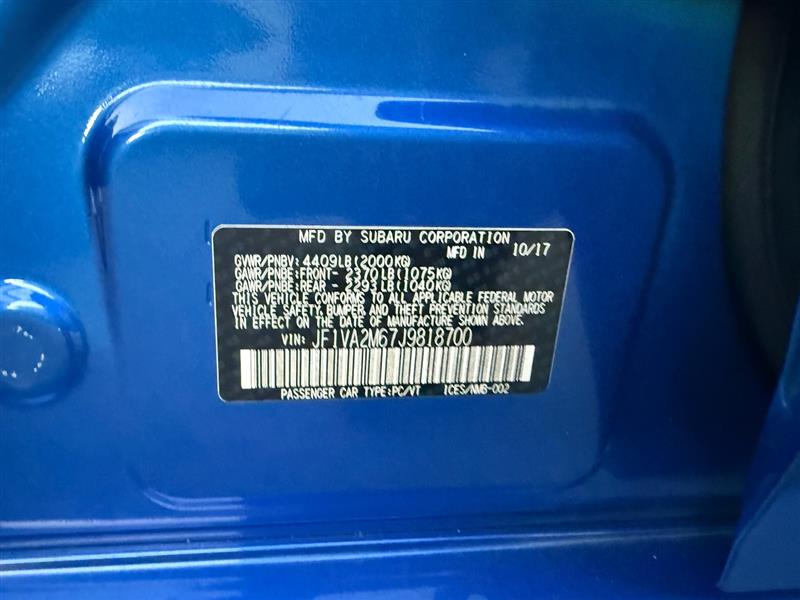 MFD BY SUBARU CORPORATION
MFD IN 10/17
GVWR/PNBV: 4409LB(2000KG)
GAWR/PNBE:FRONT- 2370LB(1075KG)
GAWR/PNBE:REAR - 2293LB(1040KG)
THIS VEHICLE CONFORMS TO ALL APPLICABLE FEDERAL MOTOR
VEHICLE SAFETY, BUMPER, AND THEFT PREVENTION STANDARDS
IN EFFECT ON THE DATE OF MANUFACTURE SHOWN ABOVE.
VIN: JF1VA2M67J9818700
PASSENGER CAR TYPE:PC/VT ICES/NMB-002